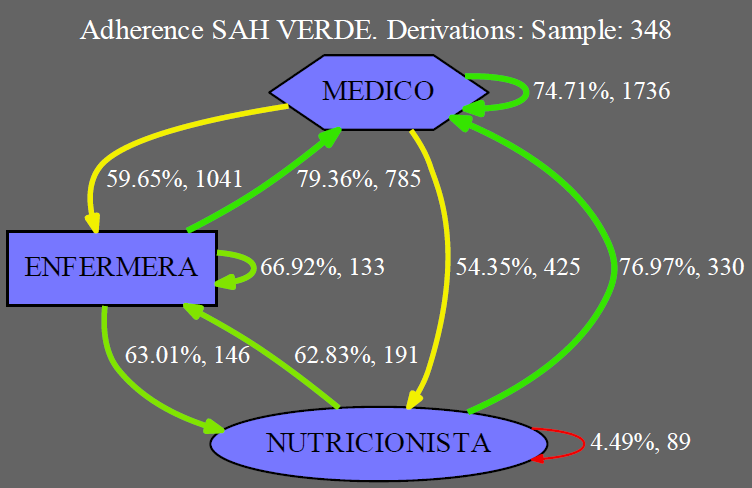 Adherence SAH VERDE. Derivations: Sample: 348
MEDICO
74.71%, 1736
59.65%, 1041
79.36%, 785
ENFERMERA
66.92%, 133
54.35%, 425
76.97%, 330
63.01%, 146
62.83%, 191
NUTRICIONISTA
4.49%, 89